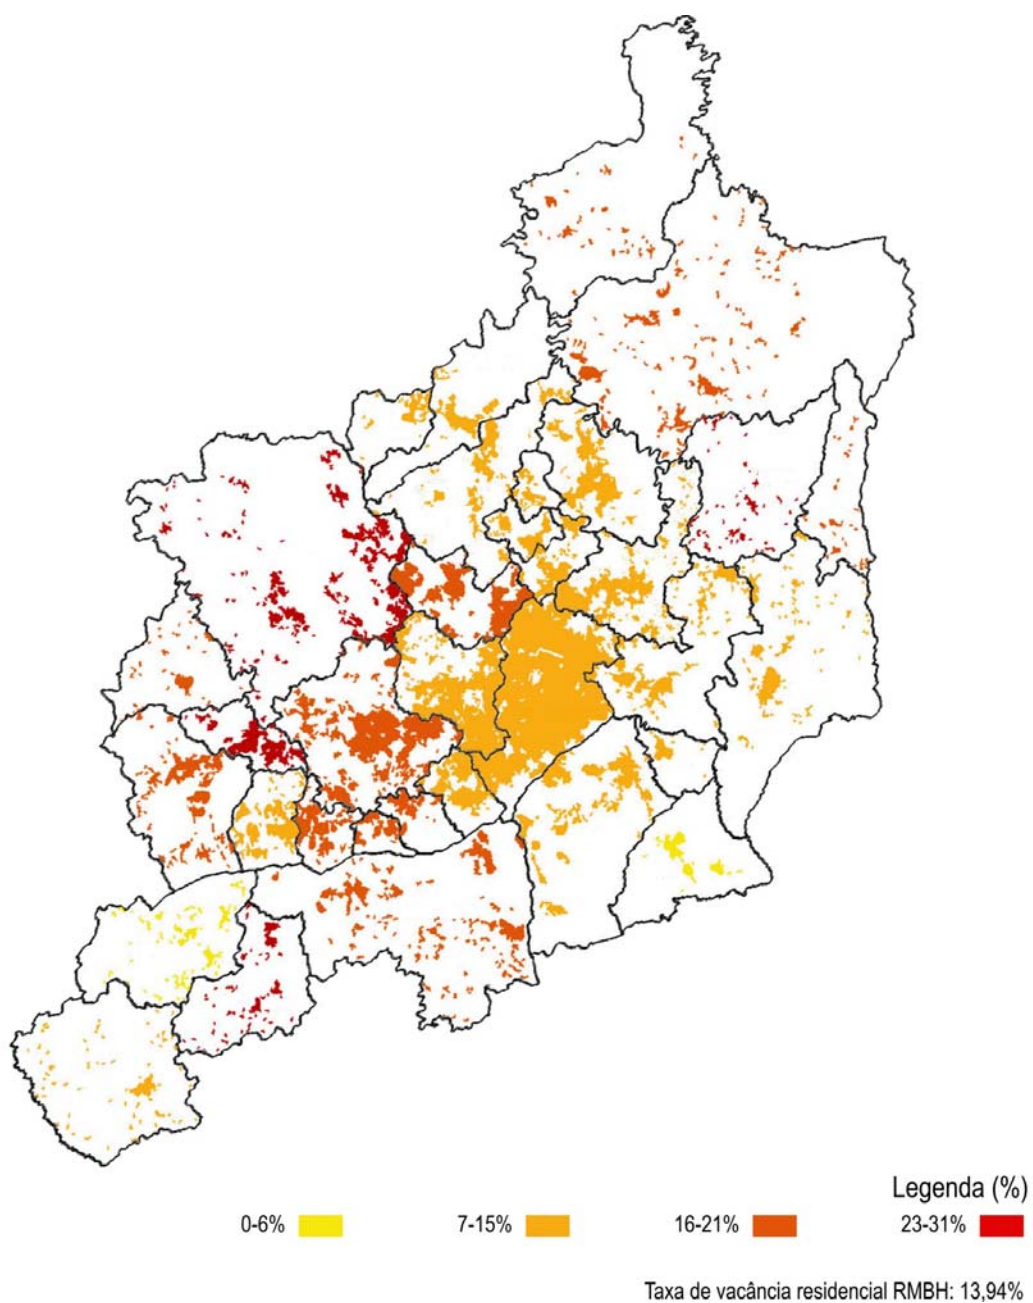 Legenda (%)
0-6% 7-15% 16-21% 23-31%
Taxa de vacância residencial RMBH: 13,94%